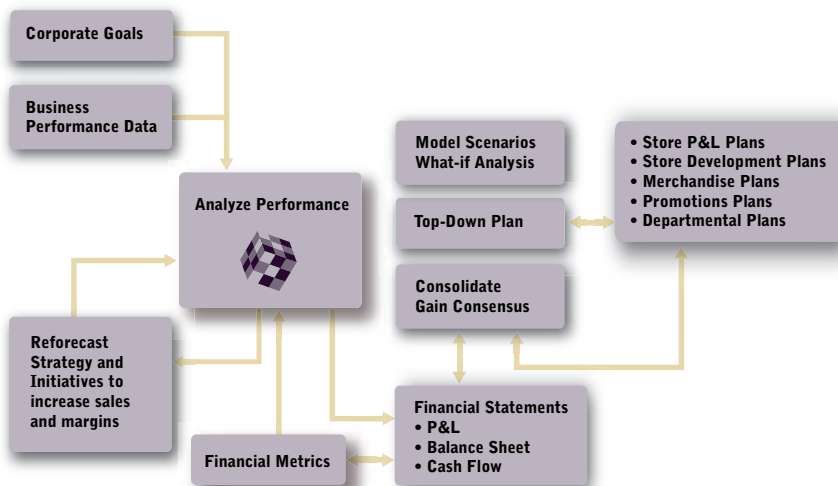 Corporate Goals
Business
Performance Data
Analyze Performance
Reforecast
Strategy and
Initiatives to
increase sales
and margins
Financial Metrics
Model Scenarios
What-if Analysis
Top-Down Plan
Consolidate
Gain Consensus
Financial Statements
• P&L
• Balance Sheet
• Cash Flow
• Store P&L Plans
• Store Development Plans
• Merchandise Plans
• Promotions Plans
• Departmental Plans